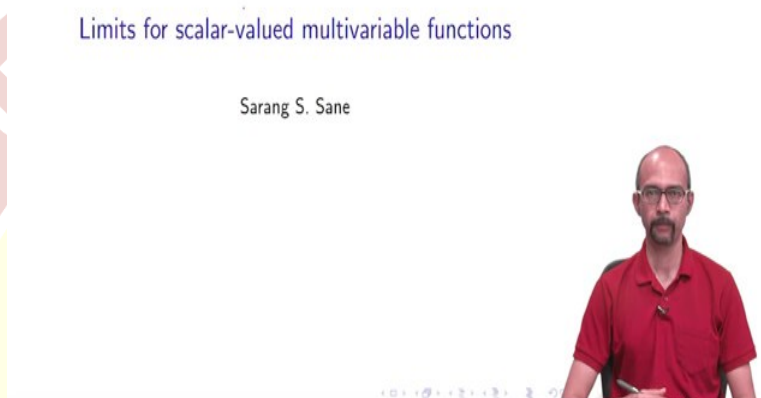 Limits for scalar-valued multivariable functions
Sarang S. Sane